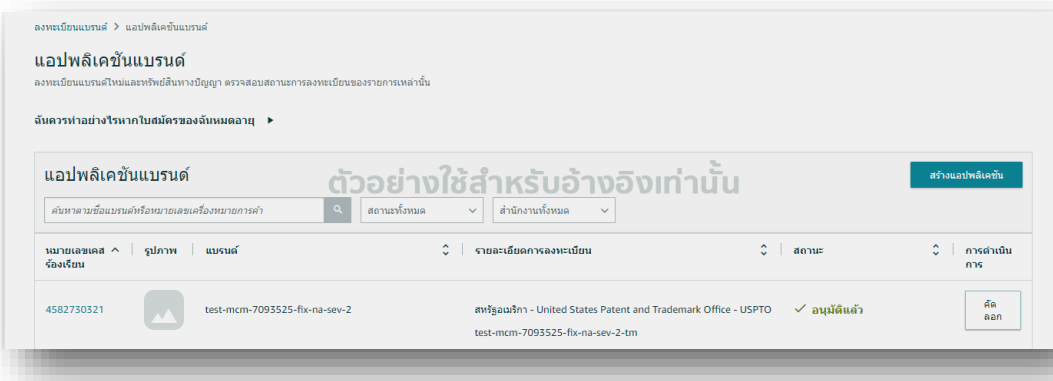 ลงทะเบียนแบรนด์ > แอปพลิเคชันแบรนด์
แอปพลิเคชันแบรนด์
ลงทะเบียนแบรนด์ใหม่และทรัพย์สินทางปัญญา ตรวจสอบสถานะการลงทะเบียนของรายการเหล่านั้น
ฉันควรทำอย่างไรหากใบสมัครของฉันหมดอายุ
แอปพลิเคชันแบรนด์
ตัวอย่างใช้สำหรับอ้างอิงเท่านั้น
สร้างแอปพลิเคชัน
ค้นหาตามชื่อแบรนด์หรือหมายเลขเครื่องหมายการค้า
สถานะทั้งหมด
สำนักงานทั้งหมด
หมายเลขเคส
ร้องเรียน
รูปภาพ
แบรนด์
รายละเอียดการลงทะเบียน
สถานะ
การดำเนิน
การ
4582730321
test-mcm-7093525-fix-na-sev-2
สหรัฐอเมริกา - United States Patent and Trademark Office - USPTO
test-mcm-7093525-fix-na-sev-2-tm
อนุมัติแล้ว
คัด
ลอก